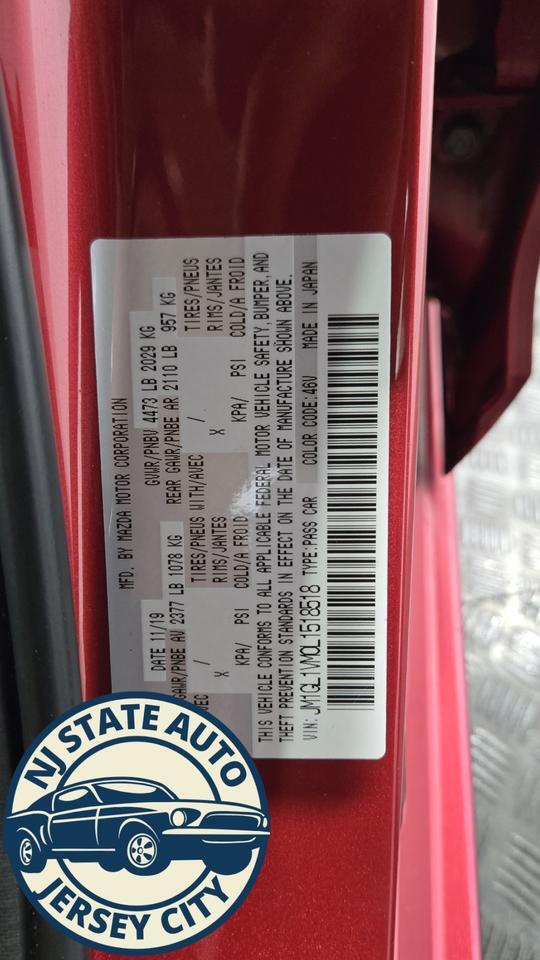 MFD. BY MAZDA MOTOR CORPORATION
DATE 11/19 GVWR/PNBV 4473 LB 2029 KG
GAWR/PNBE AV 2377 LB 1078 KG REAR GAWR/PNBE AR 2110 LB 957 KG
VEC / TIRES/PNEUS WITH/AVEC / TIRES/PNEUS
X RIMS/JANTES X RIMS/JANTES
KPA/ PSI COLD/A FROID KPA/ PSI COLD/A FROID
THIS VEHICLE CONFORMS TO ALL APPLICABLE FEDERAL MOTOR VEHICLE SAFETY, BUMPER, AND
THEFT PREVENTION STANDARDS IN EFFECT ON THE DATE OF MANUFACTURE SHOWN ABOVE.
VIN: JM1GL1VM0L1518518 TYPE:PASS CAR COLOR CODE:46V MADE IN JAPAN
NJ STATE AUTO
JERSEY CITY